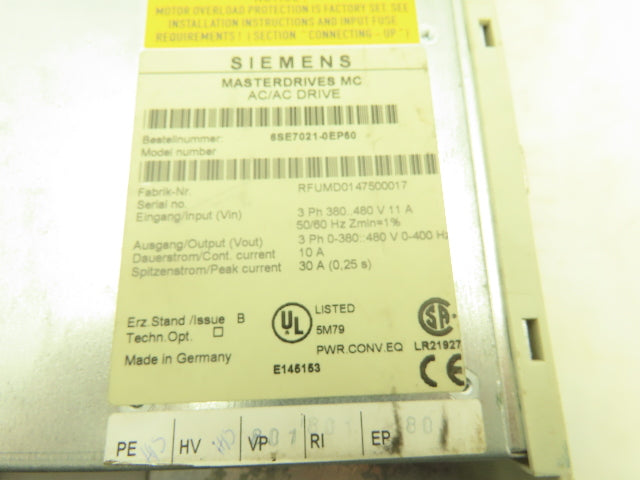 MOTOR OVERLOAD PROTECTION IS FACTORY SET. SEE
INSTALLATION INSTRUCTIONS AND INPUT FUSE
REQUIREMENTS ! ( SECTION "CONNECTING - UP" )
SIEMENS
MASTERDRIVES MC
AC/AC DRIVE
Bestellnummer: 6SE7021-0EP60
Model number
Fabrik-Nr. RFUMD0147500017
Serial no.
Eingang/Input (Vin) 3 Ph 380..480 V 11 A
50/60 Hz Zmin=1%
Ausgang/Output (Vout) 3 Ph 0-380..480 V 0-400 Hz
Dauerstrom/Cont. current 10 A
Spitzenstrom/Peak current 30 A (0,25 s)
Erz.Stand /Issue B
Techn.Opt.
Made in Germany
UL
LISTED
5M79
PWR.CONV.EQ
E145153
SA
LR21927
CE
PE HV VP RI EP